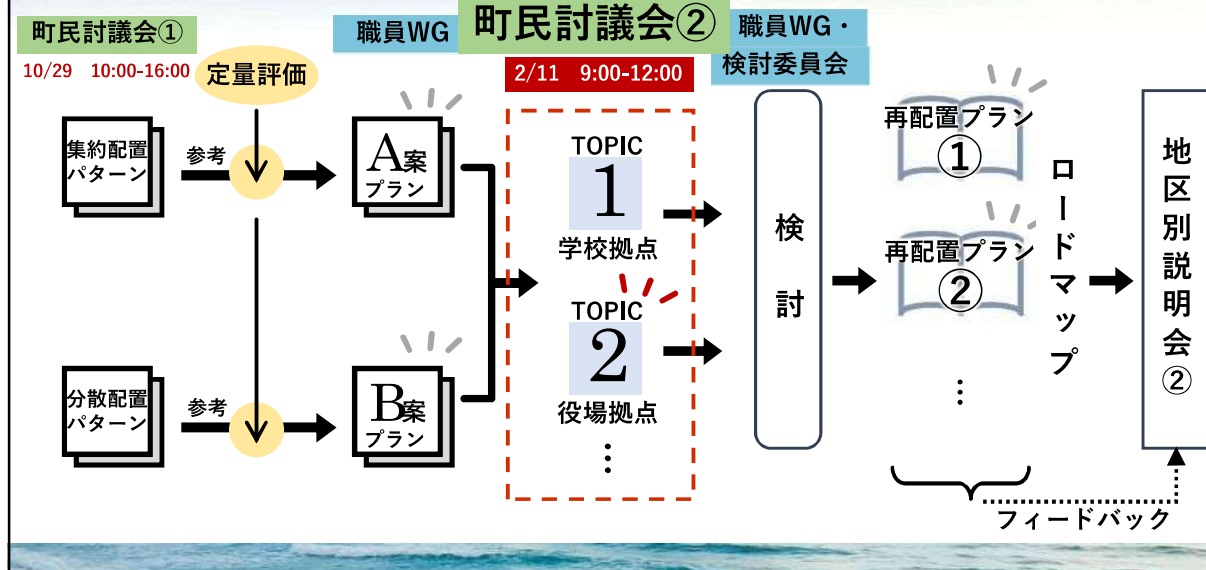 町民討議会①
10/29　10:00-16:00
定量評価
職員WG
町民討議会②
2/11　9:00-12:00
職員WG・
検討委員会
集約配置
パターン
参考
A案
プラン
分散配置
パターン
参考
B案
プラン
TOPIC
1
学校拠点
TOPIC
2
役場拠点
⋮
検討
再配置プラン
①
再配置プラン
②
⋮
ロードマップ
地区別説明会②
フィードバック